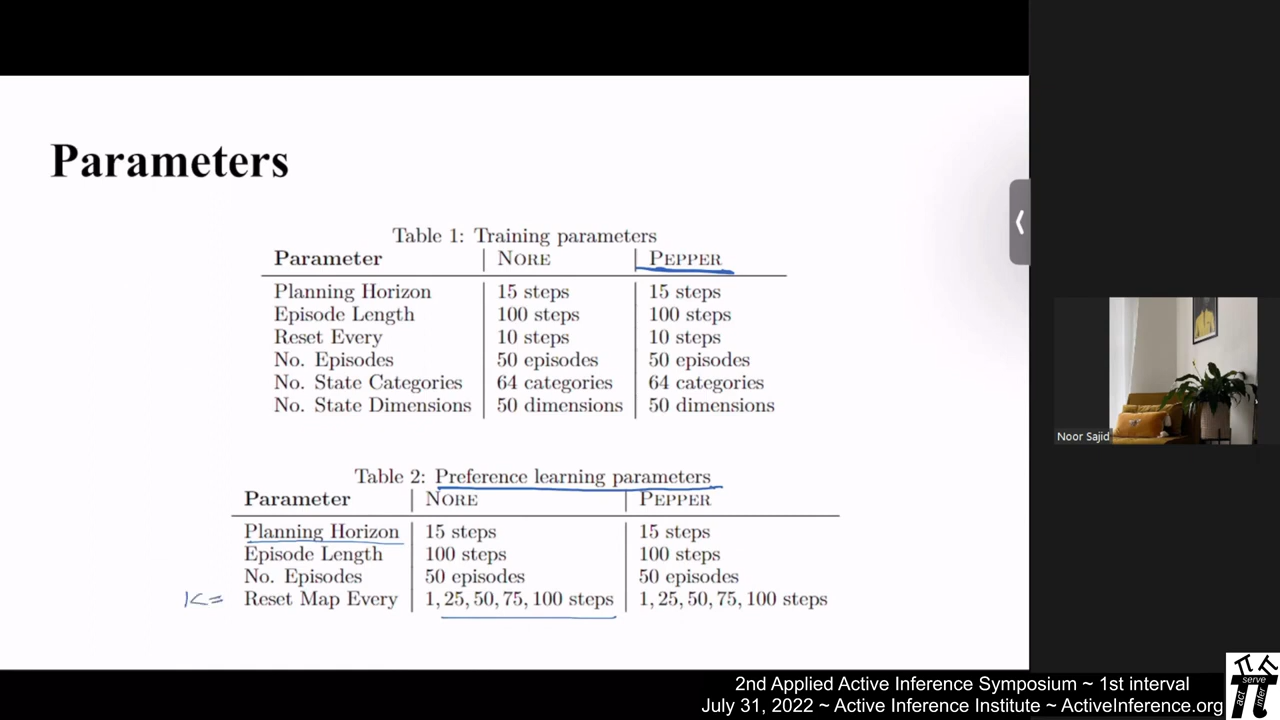 Parameters
Table 1: Training parameters
Parameter NORE PEPPER
Planning Horizon 15 steps 15 steps
Episode Length 100 steps 100 steps
Reset Every 10 steps 10 steps
No. Episodes 50 episodes 50 episodes
No. State Categories 64 categories 64 categories
No. State Dimensions 50 dimensions 50 dimensions
Table 2: Preference learning parameters
Parameter NORE PEPPER
Planning Horizon 15 steps 15 steps
Episode Length 100 steps 100 steps
No. Episodes 50 episodes 50 episodes
K= Reset Map Every 1, 25, 50, 75, 100 steps 1, 25, 50, 75, 100 steps
Noor Sajid
2nd Applied Active Inference Symposium ~ 1st interval
July 31, 2022 ~ Active Inference Institute ~ ActiveInference.org
serve
act
infer